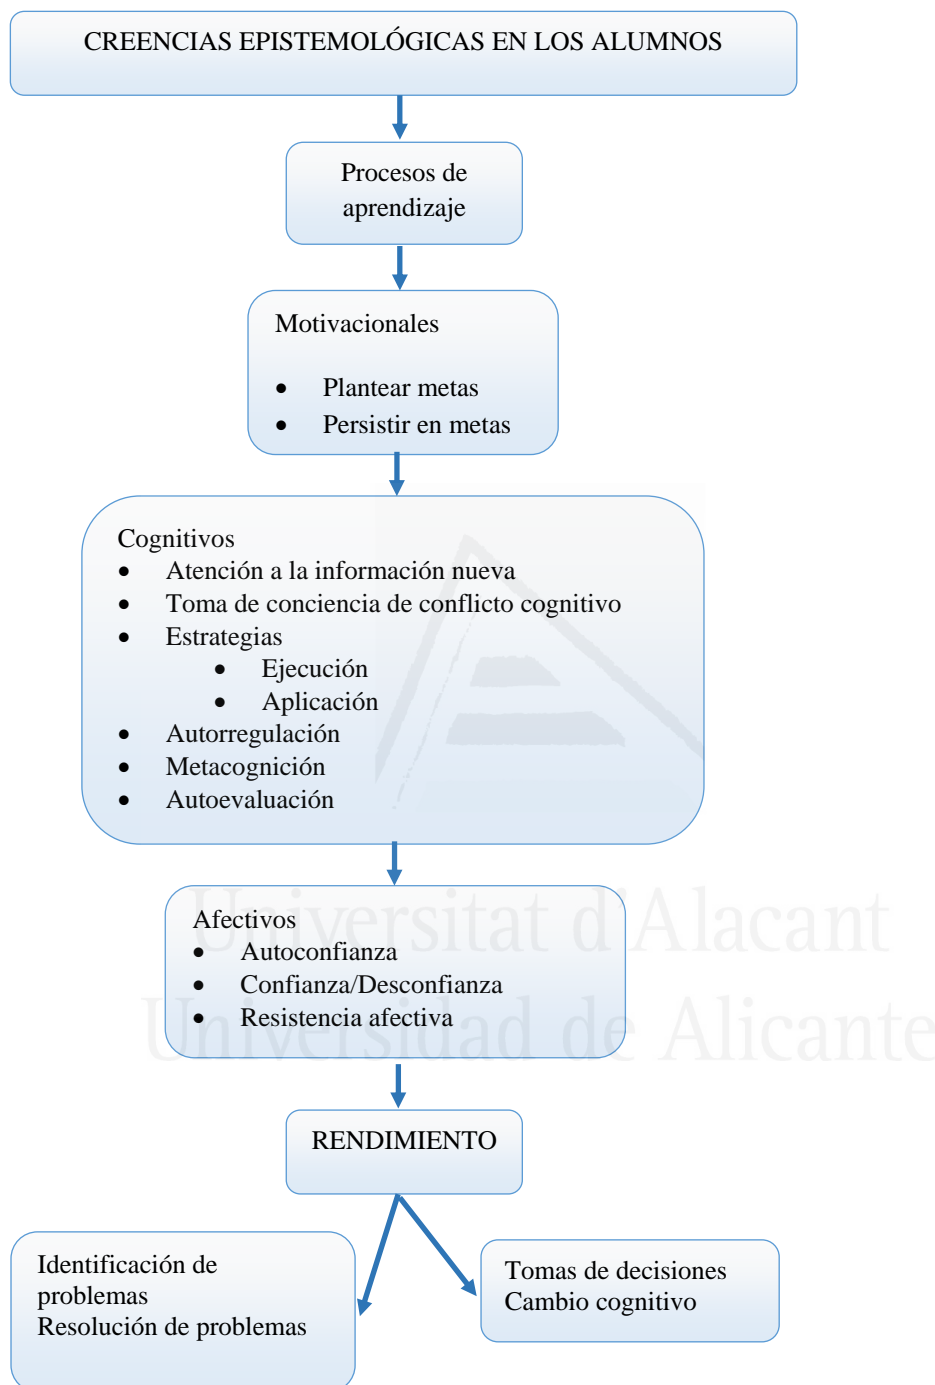 CREENCIAS EPISTEMOLÓGICAS EN LOS ALUMNOS
Procesos de
aprendizaje
Motivacionales
• Plantear metas
• Persistir en metas
Cognitivos
• Atención a la información nueva
• Toma de conciencia de conflicto cognitivo
• Estrategias
• Ejecución
• Aplicación
• Autorregulación
• Metacognición
• Autoevaluación
Universitat d'Alacant
Universidad de Alicante
Afectivos
• Autoconfianza
• Confianza/Desconfianza
• Resistencia afectiva
RENDIMIENTO
Identificación de
problemas
Resolución de problemas
Tomas de decisiones
Cambio cognitivo